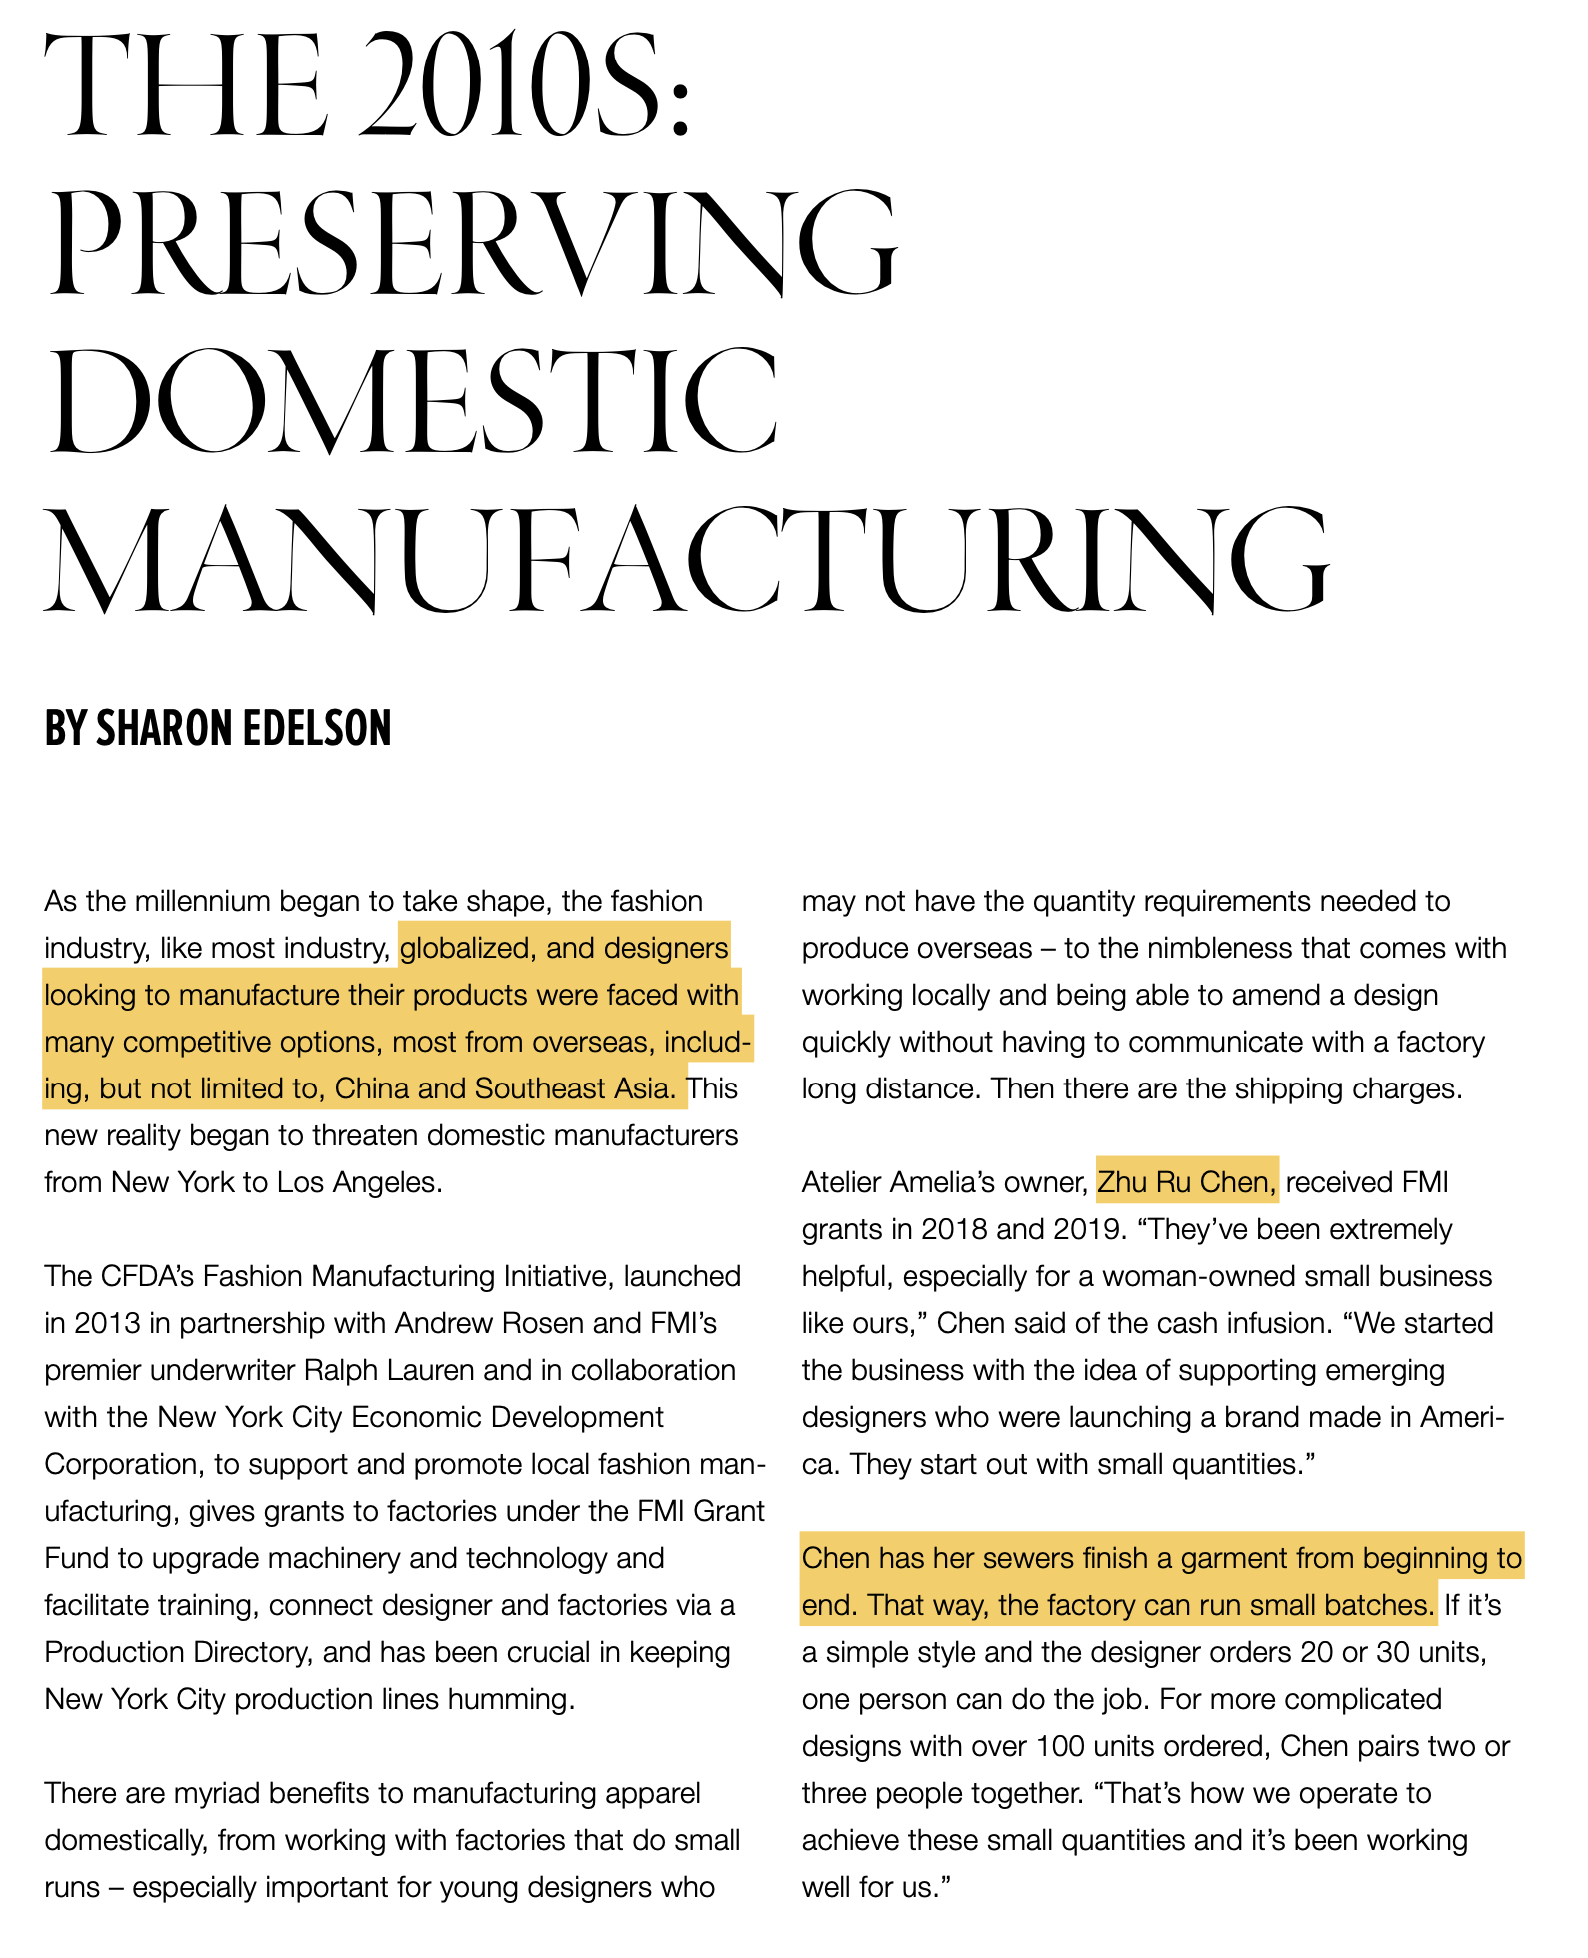 THE 2010S:
PRESERVING
DOMESTIC
MANUFACTURING
BY SHARON EDELSON
As the millennium began to take shape, the fashion
industry, like most industry, globalized, and designers
looking to manufacture their products were faced with
many competitive options, most from overseas, includ-
ing, but not limited to, China and Southeast Asia. This
new reality began to threaten domestic manufacturers
from New York to Los Angeles.
The CFDA’s Fashion Manufacturing Initiative, launched
in 2013 in partnership with Andrew Rosen and FMI’s
premier underwriter Ralph Lauren and in collaboration
with the New York City Economic Development
Corporation, to support and promote local fashion man-
ufacturing, gives grants to factories under the FMI Grant
Fund to upgrade machinery and technology and
facilitate training, connect designer and factories via a
Production Directory, and has been crucial in keeping
New York City production lines humming.
There are myriad benefits to manufacturing apparel
domestically, from working with factories that do small
runs – especially important for young designers who
may not have the quantity requirements needed to
produce overseas – to the nimbleness that comes with
working locally and being able to amend a design
quickly without having to communicate with a factory
long distance. Then there are the shipping charges.
Atelier Amelia’s owner, Zhu Ru Chen, received FMI
grants in 2018 and 2019. “They’ve been extremely
helpful, especially for a woman-owned small business
like ours,” Chen said of the cash infusion. “We started
the business with the idea of supporting emerging
designers who were launching a brand made in Ameri-
ca. They start out with small quantities.”
Chen has her sewers finish a garment from beginning to
end. That way, the factory can run small batches. If it’s
a simple style and the designer orders 20 or 30 units,
one person can do the job. For more complicated
designs with over 100 units ordered, Chen pairs two or
three people together. “That’s how we operate to
achieve these small quantities and it’s been working
well for us.”